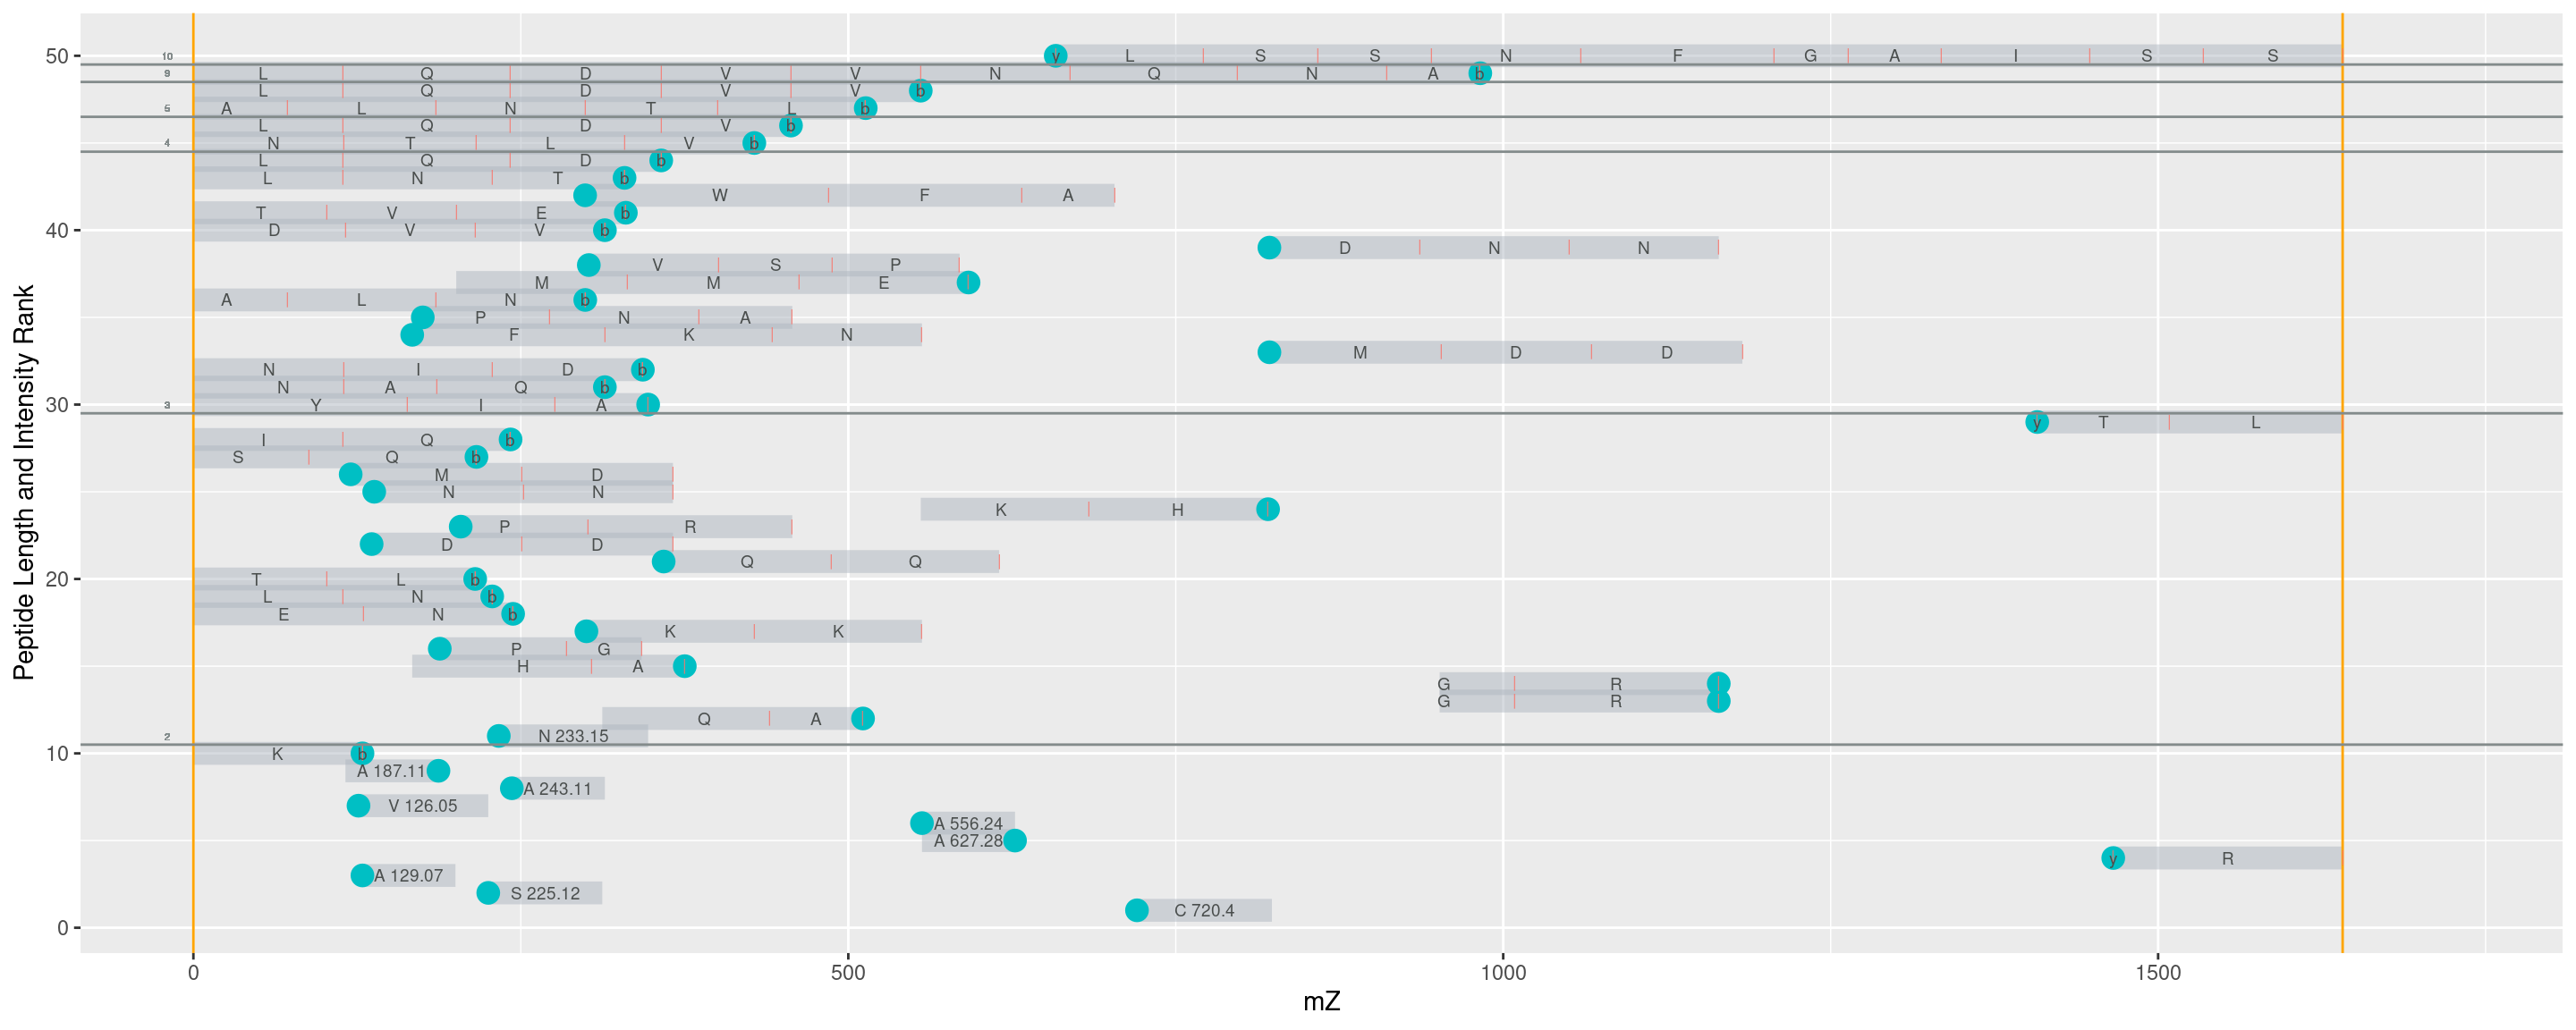 50
10
y L S S N F G A I S S
9
L Q D V V N Q N A b
L Q D V V b
A L N T L b
L Q D V b
4
N T L V b
L Q D b
L N T b
W F A
T V E b
40
D V V b
D N N
V S P
M M E
A L N b
P N A
F K N
M D D
N I D b
N A Q b
30
Y I A
3
y T L
I Q b
S Q b
M D
N N
K H
P R
D D
Q Q
20
T L b
L N b
E N b
K K
P G
H A
G R
G R
Q A
N 233.15
2
10
K b
A 187.11
A 243.11
V 126.05
A 556.24
A 627.28
y R
A 129.07
S 225.12
C 720.4
0
0 500 1000 1500
mZ
Peptide Length and Intensity Rank